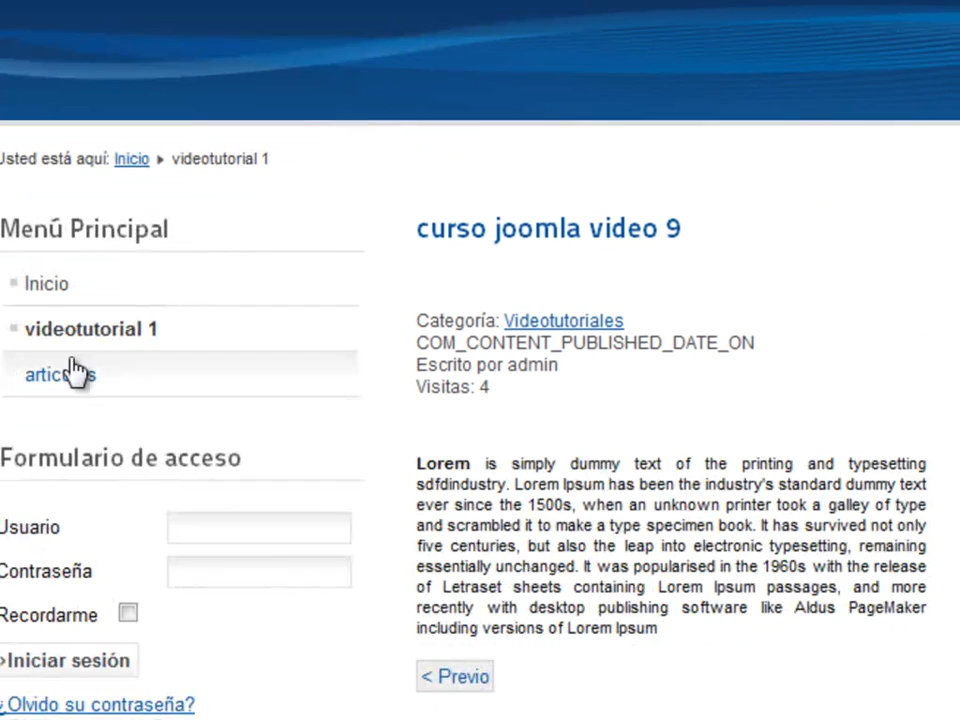 Usted está aquí: Inicio videotutorial 1
Menú Principal
Inicio
videotutorial 1
Formulario de acceso
Usuario
Contraseña
Recordarme
›Iniciar sesión
¿Olvido su contraseña?
curso joomla video 9
Categoría: Videotutoriales
COM_CONTENT_PUBLISHED_DATE_ON
Escrito por admin
Visitas: 4
Lorem is simply dummy text of the printing and typesetting
sdfdindustry. Lorem Ipsum has been the industry's standard dummy text
ever since the 1500s, when an unknown printer took a galley of type
and scrambled it to make a type specimen book. It has survived not only
five centuries, but also the leap into electronic typesetting, remaining
essentially unchanged. It was popularised in the 1960s with the release
of Letraset sheets containing Lorem Ipsum passages, and more
recently with desktop publishing software like Aldus PageMaker
including versions of Lorem Ipsum
< Previo